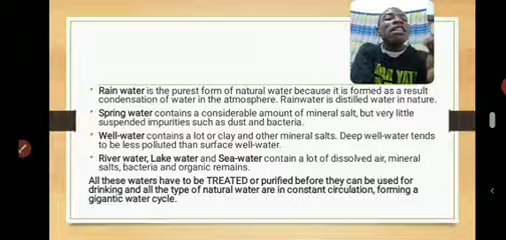 • Rain water is the purest form of natural water because it is formed as a result
condensation of water in the atmosphere. Rainwater is distilled water in nature.
• Spring water contains a considerable amount of mineral salt, but very little
suspended impurities such as dust and bacteria.
• Well-water contains a lot or clay and other mineral salts. Deep well-water tends
to be less polluted than surface well-water.
• River water, Lake water and Sea-water contain a lot of dissolved air, mineral
salts, bacteria and organic remains.
All these waters have to be TREATED or purified before they can be used for
drinking and all the type of natural water are in constant circulation, forming a
gigantic water cycle.